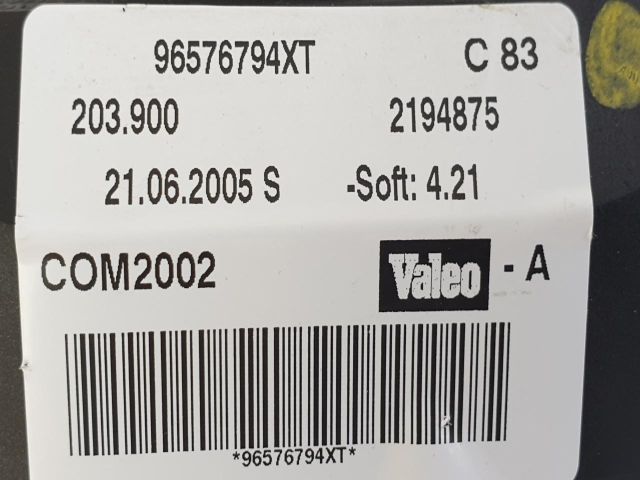 96576794XT C 83
203.900 2194875
21.06.2005 S -Soft: 4.21
COM2002 Valeo - A
*96576794XT*